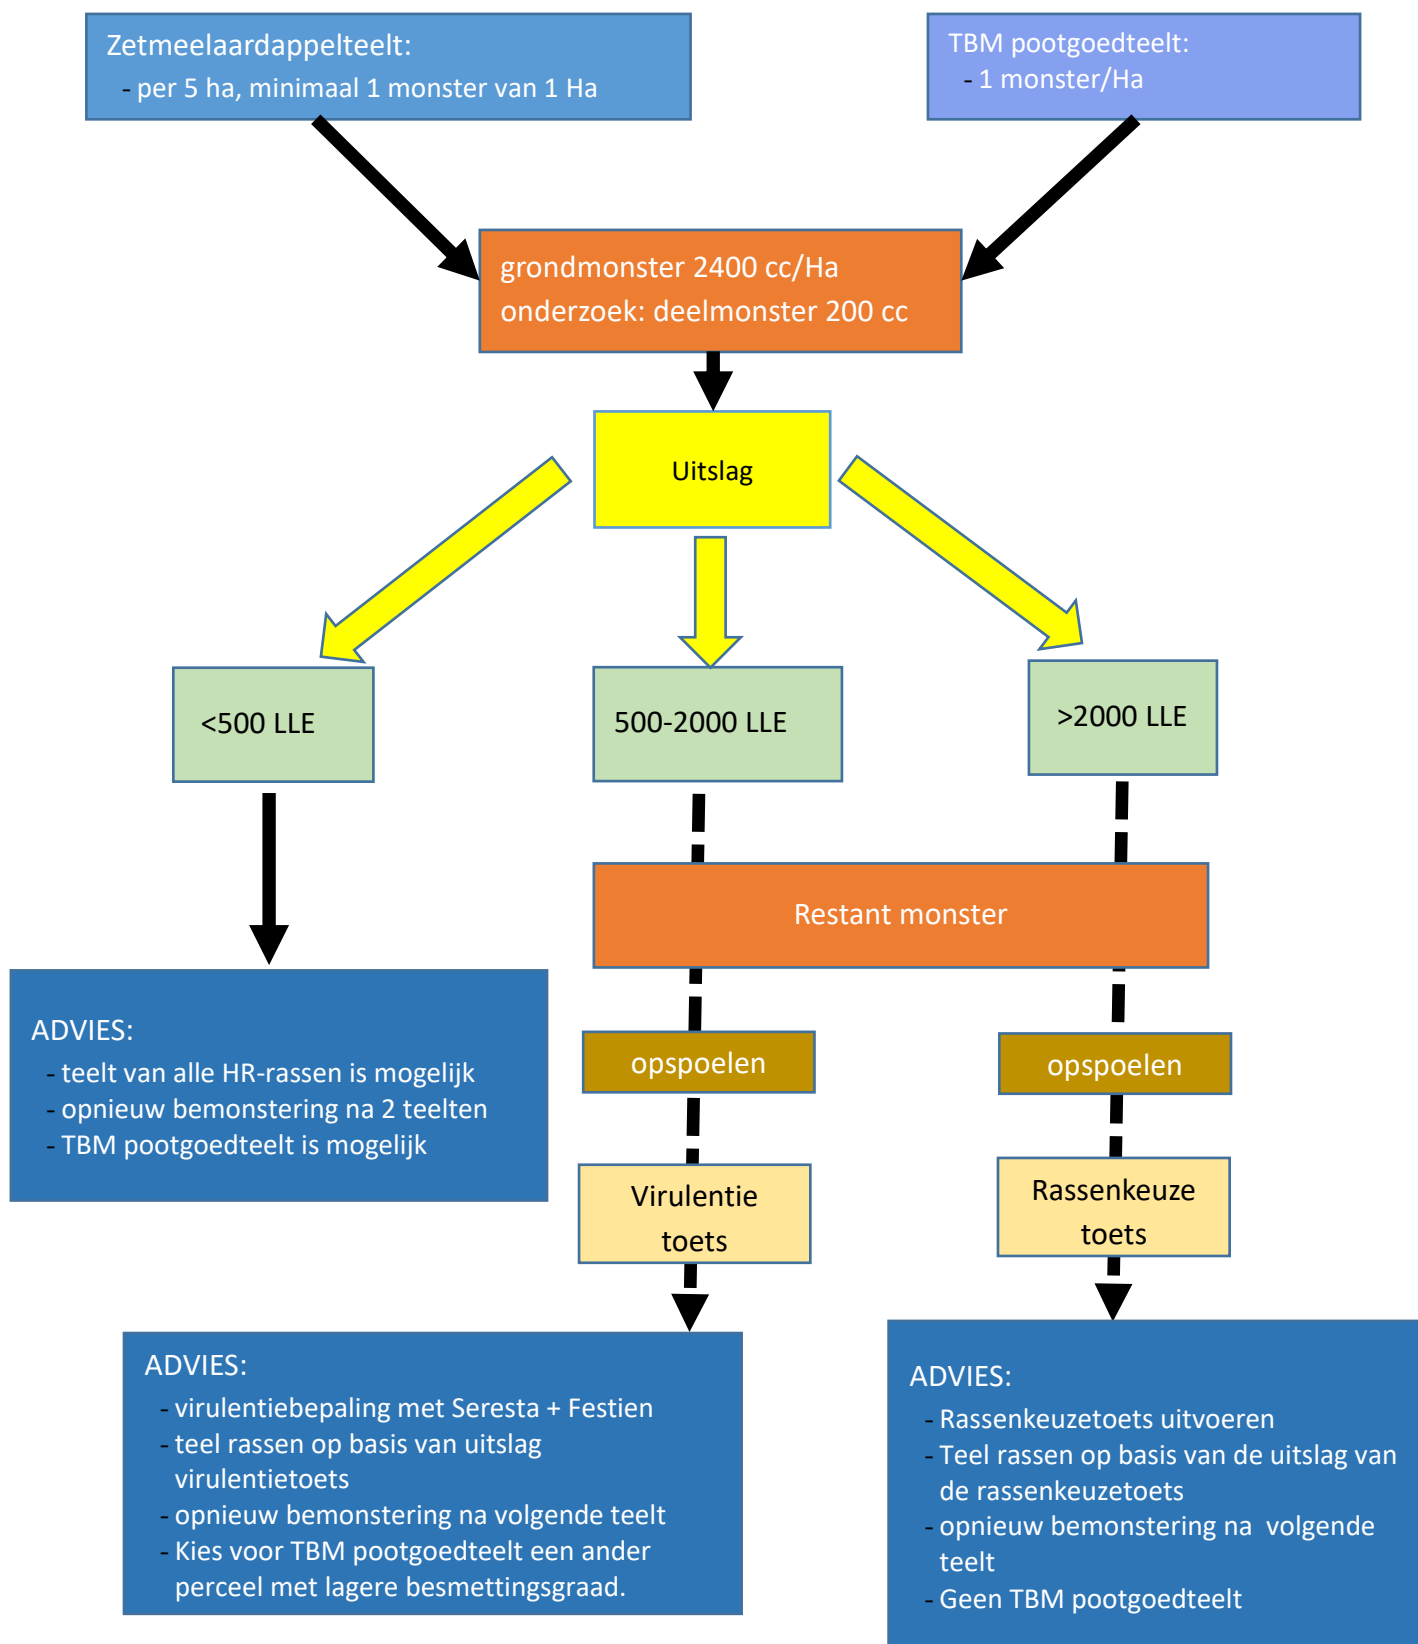 Zetmeelaardappelteelt:
- per 5 ha, minimaal 1 monster van 1 Ha
TBM pootgoedteelt:
- 1 monster/Ha
grondmonster 2400 cc/Ha
onderzoek: deelmonster 200 cc
Uitslag
<500 LLE
500-2000 LLE
>2000 LLE
Restant monster
ADVIES:
- teelt van alle HR-rassen is mogelijk
- opnieuw bemonstering na 2 teelten
- TBM pootgoedteelt is mogelijk
opspoelen
opspoelen
Virulentie
toets
Rassenkeuze
toets
ADVIES:
- virulentiebepaling met Seresta + Festien
- teel rassen op basis van uitslag
virulentietoets
- opnieuw bemonstering na volgende teelt
- Kies voor TBM pootgoedteelt een ander
perceel met lagere besmettingsgraad.
ADVIES:
- Rassenkeuzetoets uitvoeren
- Teel rassen op basis van de uitslag van
de rassenkeuzetoets
- opnieuw bemonstering na volgende
teelt
- Geen TBM pootgoedteelt